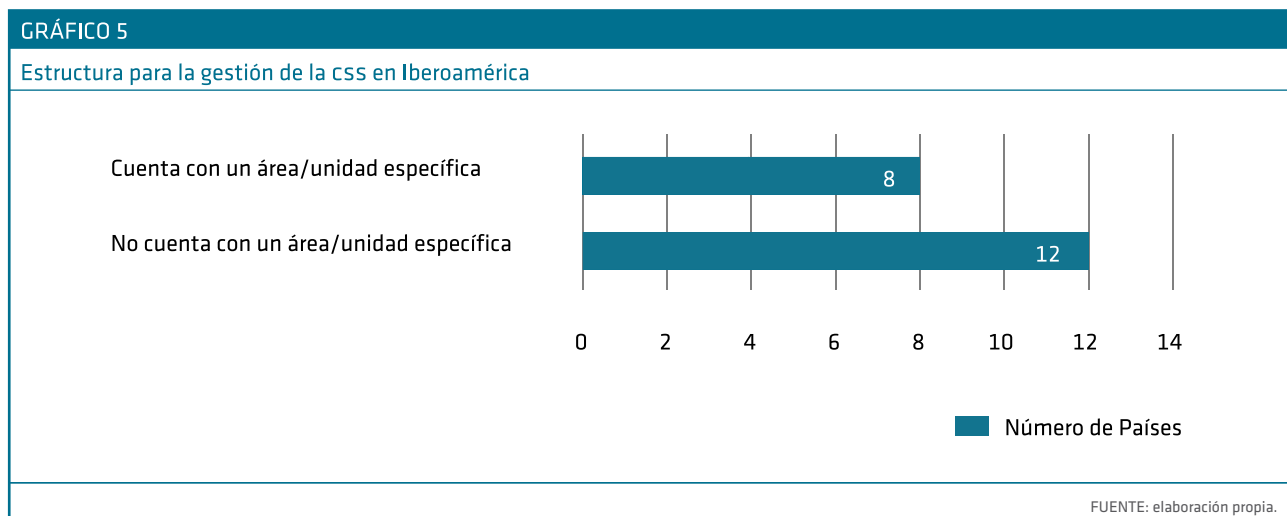 GRÁFICO 5
Estructura para la gestión de la CSS en Iberoamérica
Cuenta con un área/unidad específica
8
No cuenta con un área/unidad específica
12
0 2 4 6 8 10 12 14
Número de Países
FUENTE: elaboración propia.